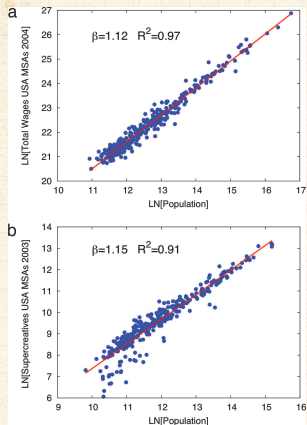 a
27
26
25
24
23
22
21
20
LN[Total Wages USA MSAs 2004]
β=1.12 R²=0.97
10 11 12 13 14 15 16 17
LN[Population]
b
14
13
12
11
10
9
8
7
6
LN[Supercreatives USA MSAs 2003]
β=1.15 R²=0.91
9 10 11 12 13 14 15 16
LN[Population]